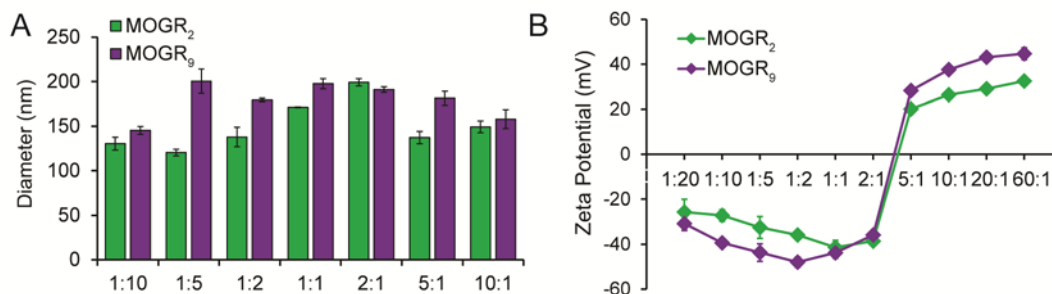 A
MOGR₂
MOGR₉
Diameter (nm)
250
200
150
100
50
0
1:10 1:5 1:2 1:1 2:1 5:1 10:1
B
MOGR₂
MOGR₉
Zeta Potential (mV)
60
40
20
0
-20
-40
-60
1:20 1:10 1:5 1:2 1:1 2:1 5:1 10:1 20:1 60:1